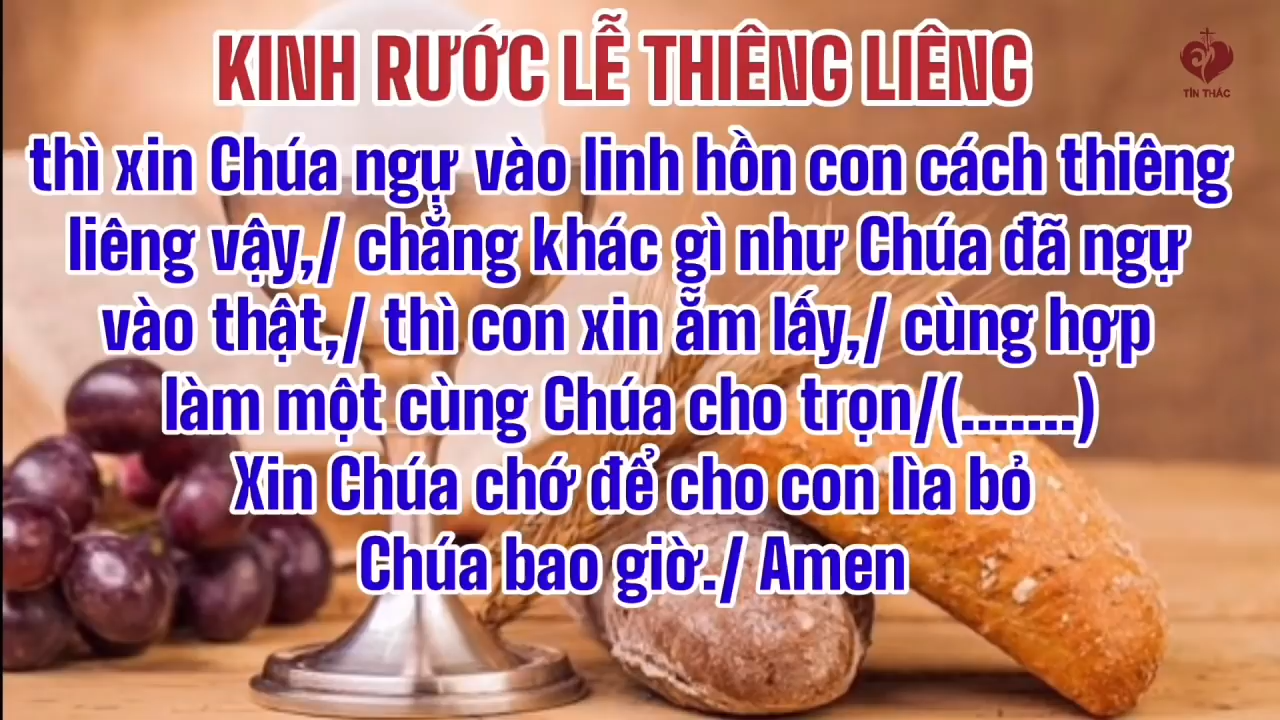 KINH RƯỚC LỄ THIÊNG LIÊNG
TÍN THÁC
thì xin Chúa ngự vào linh hồn con cách thiêng
liêng vậy,/ chẳng khác gì như Chúa đã ngự
vào thật,/ thì con xin ẵm lấy,/ cùng hợp
làm một cùng Chúa cho trọn/(.......)
Xin Chúa chớ để cho con lìa bỏ
Chúa bao giờ./ Amen